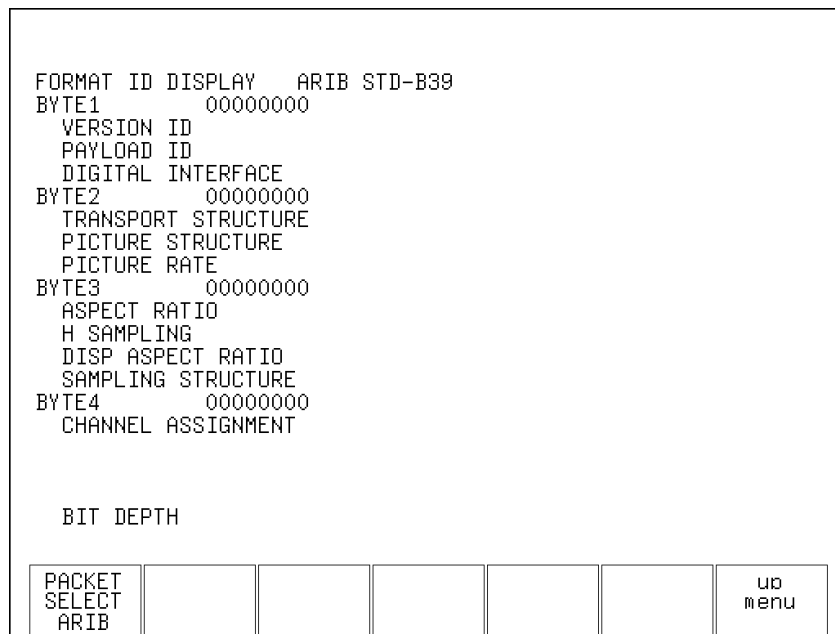 FORMAT ID DISPLAY ARIB STD-B39
BYTE1 00000000
VERSION ID
PAYLOAD ID
DIGITAL INTERFACE
BYTE2 00000000
TRANSPORT STRUCTURE
PICTURE STRUCTURE
PICTURE RATE
BYTE3 00000000
ASPECT RATIO
H SAMPLING
DISP ASPECT RATIO
SAMPLING STRUCTURE
BYTE4 00000000
CHANNEL ASSIGNMENT
BIT DEPTH
PACKET
SELECT
ARIB
up
menu